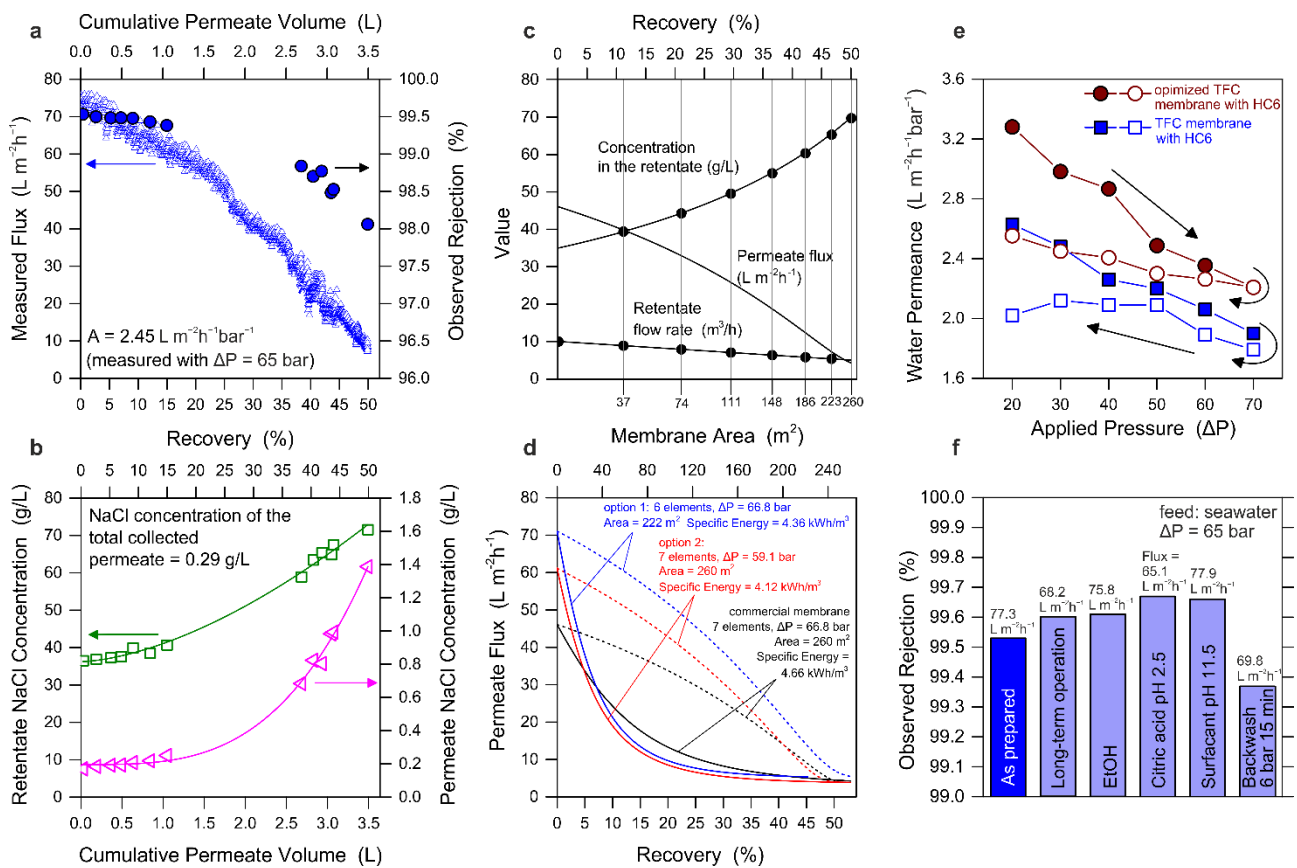 a
Cumulative Permeate Volume (L)
0.0 0.5 1.0 1.5 2.0 2.5 3.0 3.5
Measured Flux (L m⁻²h⁻¹)
80
70
60
50
40
30
20
10
0
100.0
99.5
99.0
98.5
98.0
97.5
97.0
96.5
96.0
Observed Rejection (%)
A = 2.45 L m⁻²h⁻¹bar⁻¹
(measured with ΔP = 65 bar)
0 5 10 15 20 25 30 35 40 45 50
Recovery (%)
c
Recovery (%)
0 5 10 15 20 25 30 35 40 45 50
Value
80
70
60
50
40
30
20
10
0
Concentration
in the retentate (g/L)
Permeate flux
(L m⁻²h⁻¹)
Retentate
flow rate (m³/h)
37 74 111 148 186 223 260
Membrane Area (m²)
e
Water Permeance (L m⁻²h⁻¹bar⁻¹)
3.6
3.2
2.8
2.4
2.0
1.6
opimized TFC
membrane with HC6
TFC membrane
with HC6
20 30 40 50 60 70
Applied Pressure (ΔP)
b
0 5 10 15 20 25 30 35 40 45 50
Retentate NaCl Concentration (g/L)
80
70
60
50
40
30
20
10
0
1.8
1.6
1.4
1.2
1.0
0.8
0.6
0.4
0.2
0.0
Permeate NaCl Concentration (g/L)
NaCl concentration of the
total collected
permeate = 0.29 g/L
0.0 0.5 1.0 1.5 2.0 2.5 3.0 3.5
Cumulative Permeate Volume (L)
d
0 40 80 120 160 200 240
Permeate Flux (L m⁻²h⁻¹)
80
70
60
50
40
30
20
10
0
option 1: 6 elements, ΔP = 66.8 bar
Area = 222 m² Specific Energy = 4.36 kWh/m³
option 2:
7 elements, ΔP = 59.1 bar
Area = 260 m²
Specific Energy = 4.12 kWh/m³
commercial membrane
7 elements, ΔP = 66.8 bar
Area = 260 m²
Specific Energy =
4.66 kWh/m³
0 10 20 30 40 50
Recovery (%)
f
Observed Rejection (%)
100.0
99.9
99.8
99.7
99.6
99.5
99.4
99.3
99.2
99.1
99.0
feed: seawater
ΔP = 65 bar
77.3
L m⁻²h⁻¹
68.2
L m⁻²h⁻¹
75.8
L m⁻²h⁻¹
Flux =
65.1
L m⁻²h⁻¹
77.9
L m⁻²h⁻¹
69.8
L m⁻²h⁻¹
As prepared
Long-term operation
EtOH
Citric acid pH 2.5
Surfacant pH 11.5
Backwash
6 bar 15 min